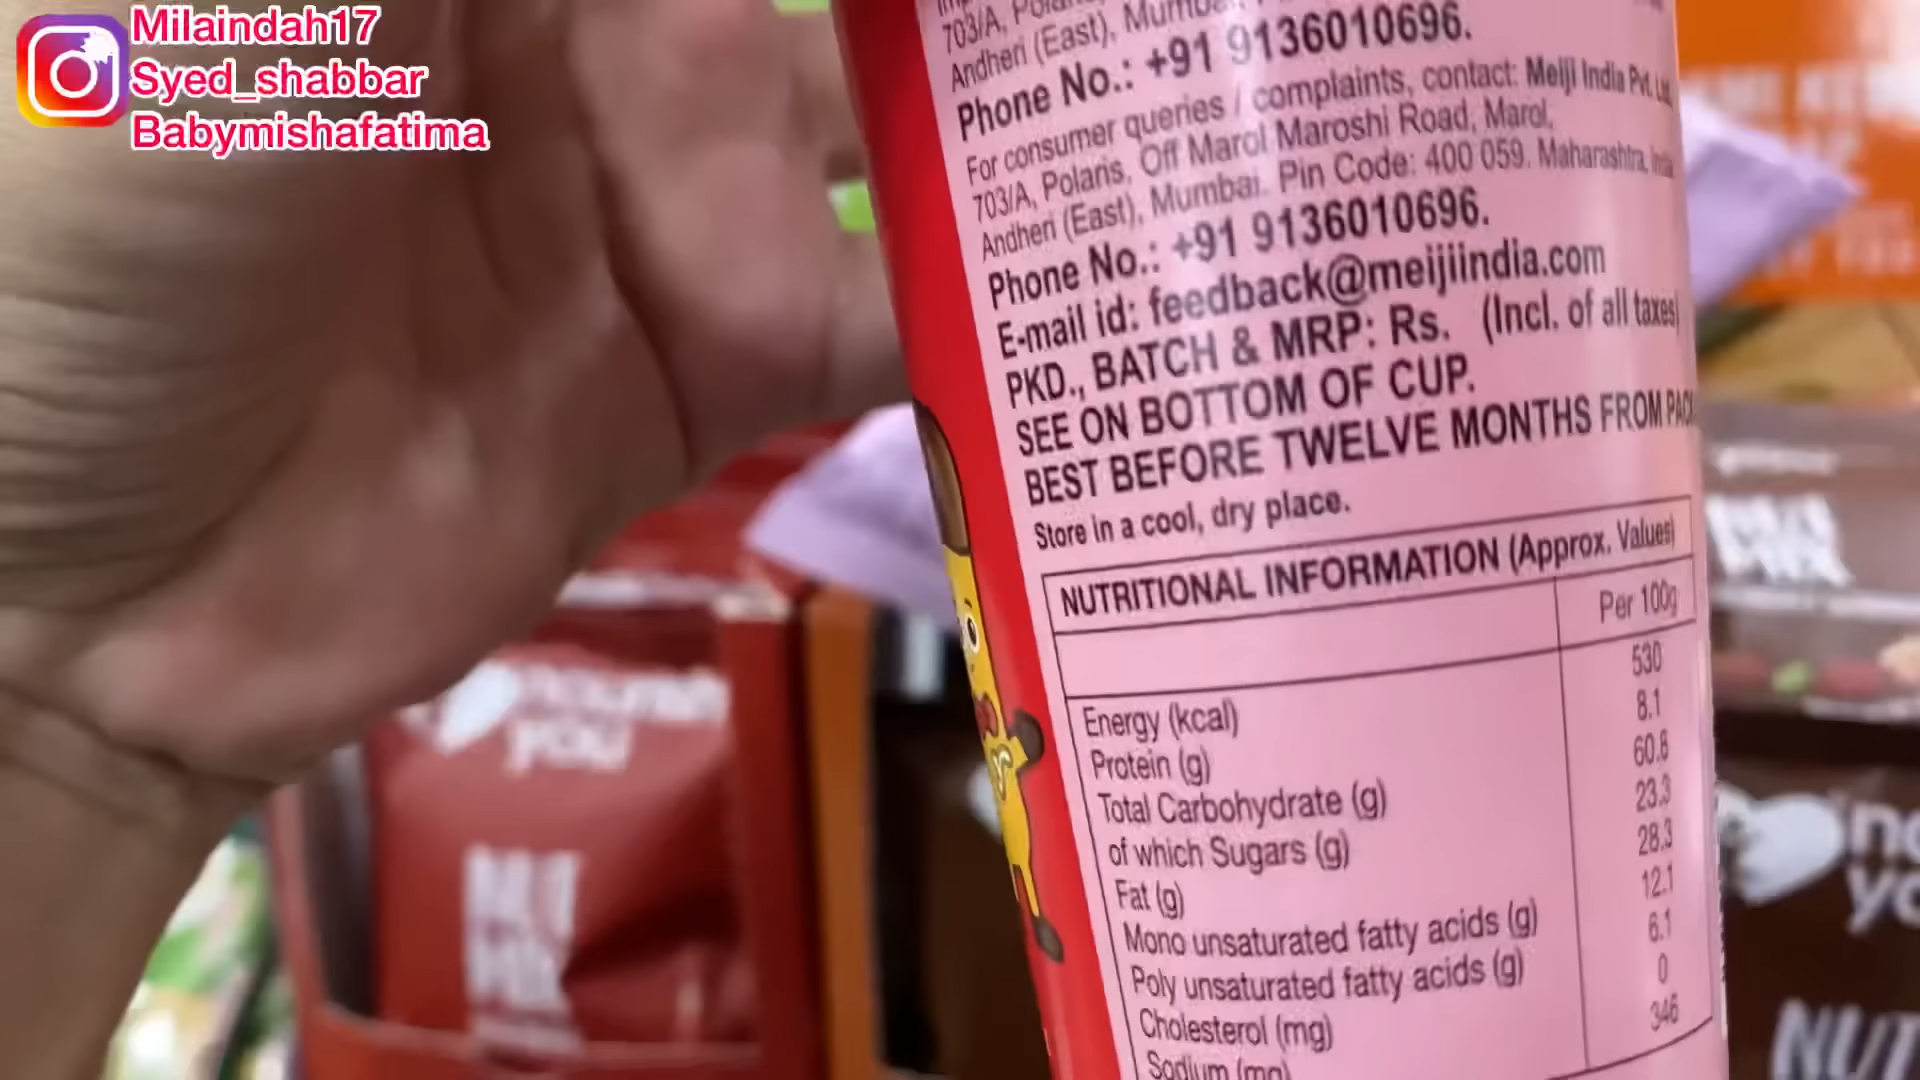 Milaindah17
Syed_shabbar
Babymishafatima
703/A,
Andheri (East),
Phone No.: +91 9136010696.
For consumer queries / complaints, contact: Meiji India Pvt.
703/A, Polaris, Off Marol Maroshi Road, Marol,
Andheri (East), Mumbai. Pin Code: 400 059. Maharashtra, India
Phone No.: +91 9136010696.
E-mail id: feedback@meijiindia.com
PKD., BATCH & MRP: Rs. (Incl. of all taxes)
SEE ON BOTTOM OF CUP.
BEST BEFORE TWELVE MONTHS FROM
Store in a cool, dry place.
NUTRITIONAL INFORMATION (Approx. Values)
Per 100g
Energy (kcal) 530
Protein (g) 8.1
Total Carbohydrate (g) 60.8
of which Sugars (g) 23.3
Fat (g) 28.3
Mono unsaturated fatty acids (g) 12.1
Poly unsaturated fatty acids (g) 6.1
Cholesterol (mg) 0
Sodium (mg) 346
nourish
you
NUT